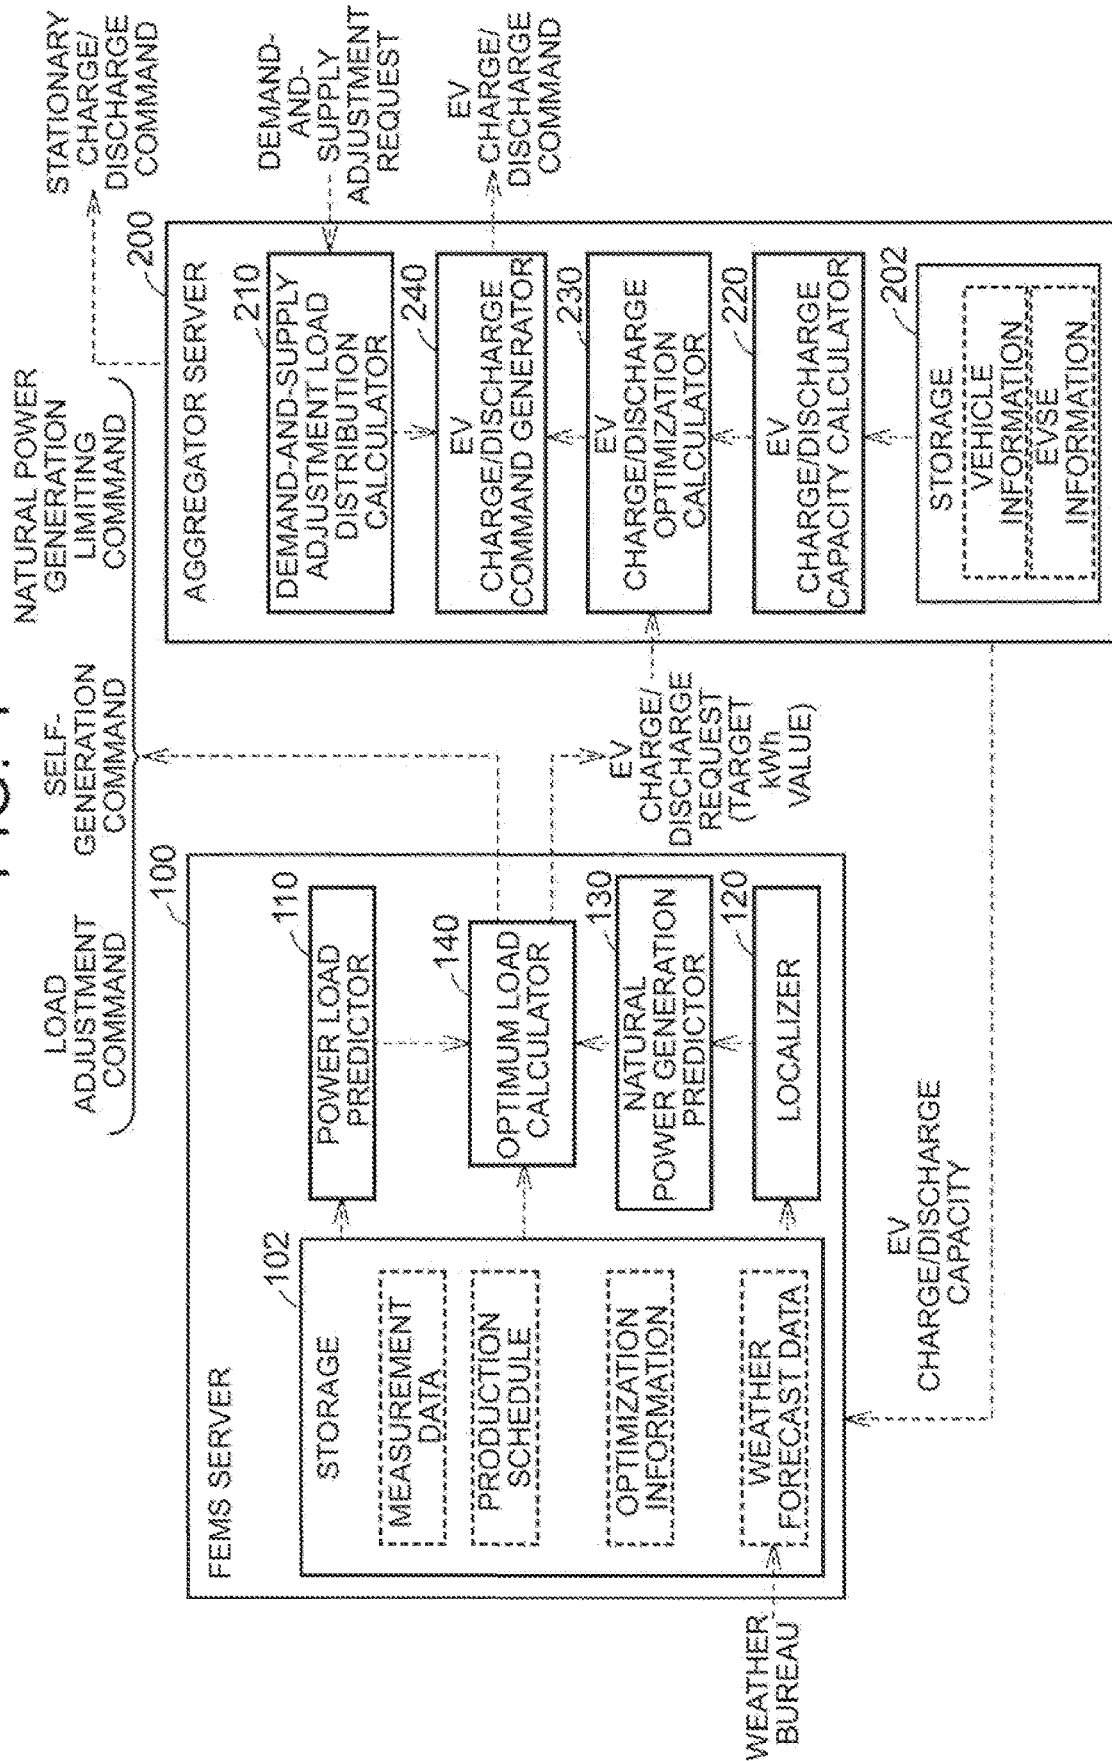 LOAD
ADJUSTMENT
COMMAND
SELF-
GENERATION
COMMAND
NATURAL POWER
GENERATION
LIMITING
COMMAND
STATIONARY
CHARGE/
DISCHARGE
COMMAND
100
FEMS SERVER
102
STORAGE
MEASUREMENT
DATA
PRODUCTION
SCHEDULE
OPTIMIZATION
INFORMATION
WEATHER
FORECAST DATA
WEATHER
BUREAU
110
POWER LOAD
PREDICTOR
140
OPTIMUM LOAD
CALCULATOR
130
NATURAL
POWER GENERATION
PREDICTOR
120
LOCALIZER
EV
CHARGE/
DISCHARGE
REQUEST
(TARGET
kWh
VALUE)
EV
CHARGE/DISCHARGE
CAPACITY
200
AGGREGATOR SERVER
210
DEMAND-AND-SUPPLY
ADJUSTMENT LOAD
DISTRIBUTION
CALCULATOR
240
EV
CHARGE/DISCHARGE
COMMAND GENERATOR
230
EV
CHARGE/DISCHARGE
OPTIMIZATION
CALCULATOR
220
EV
CHARGE/DISCHARGE
CAPACITY CALCULATOR
202
STORAGE
VEHICLE
INFORMATION
EVSE
INFORMATION
DEMAND-
AND-
SUPPLY
ADJUSTMENT
REQUEST
EV
CHARGE/
DISCHARGE
COMMAND